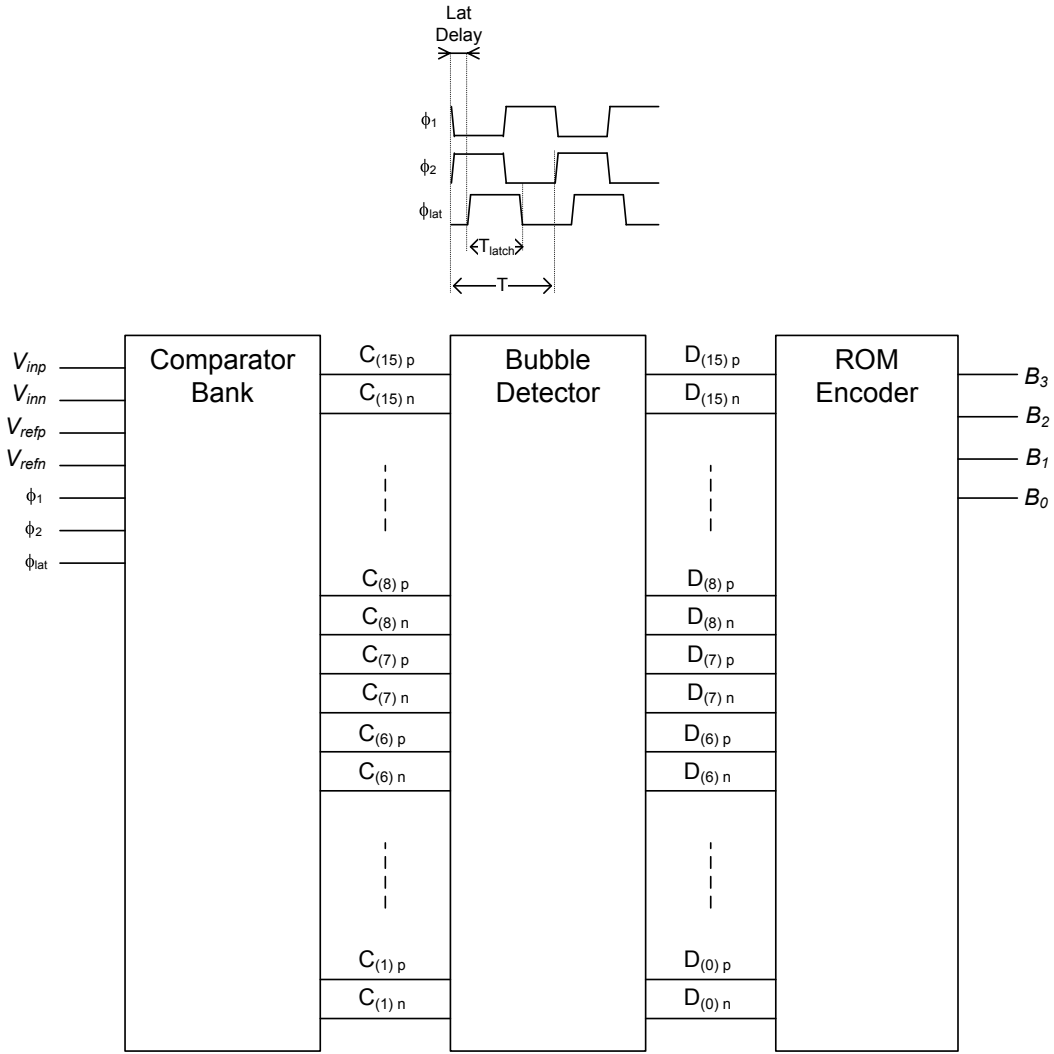 Lat
Delay
ϕ1
ϕ2
ϕlat
Tlatch
T
Comparator
Bank
Bubble
Detector
ROM
Encoder
Vinp
Vinn
Vrefp
Vrefn
ϕ1
ϕ2
ϕlat
C(15) p
C(15) n
C(8) p
C(8) n
C(7) p
C(7) n
C(6) p
C(6) n
C(1) p
C(1) n
D(15) p
D(15) n
D(8) p
D(8) n
D(7) p
D(7) n
D(6) p
D(6) n
D(0) p
D(0) n
B3
B2
B1
B0